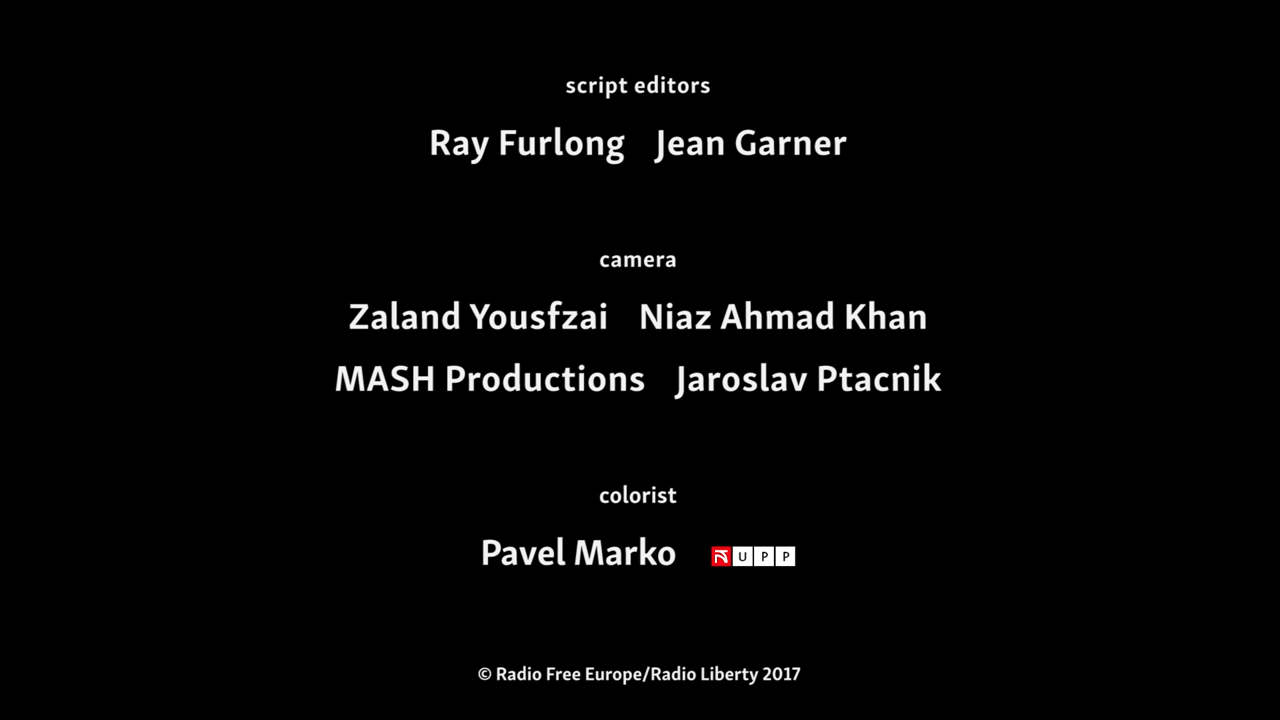 script editors
Ray Furlong Jean Garner
camera
Zaland Yousfzai Niaz Ahmad Khan
MASH Productions Jaroslav Ptacnik
colorist
Pavel Marko UPP
© Radio Free Europe/Radio Liberty 2017